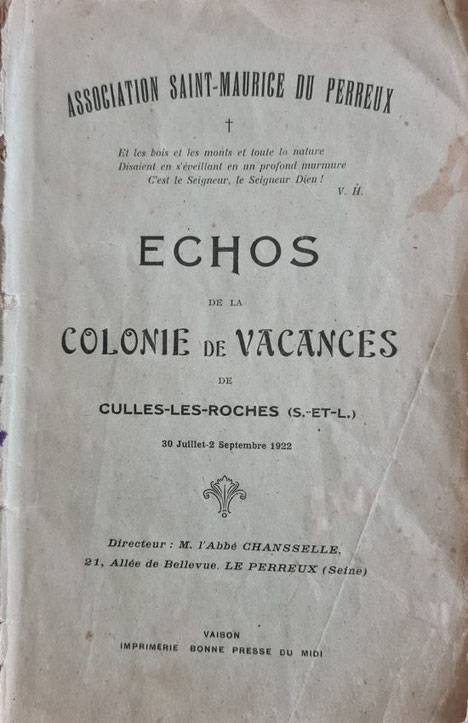 ASSOCIATION SAINT-MAURICE DU PERREUX
Et les bois et les monts et toute la nature
Disaient en s'éveillant en un profond murmure
C'est le Seigneur, le Seigneur Dieu !
V. H.
ECHOS
DE LA
COLONIE DE VACANCES
DE
CULLES-LES-ROCHES (S.-ET-L.)
30 Juillet-2 Septembre 1922
Directeur : M. l'Abbé CHANSSELLE,
21, Allée de Bellevue. LE PERREUX (Seine)
VAISON
IMPRIMERIE BONNE PRESSE DU MIDI